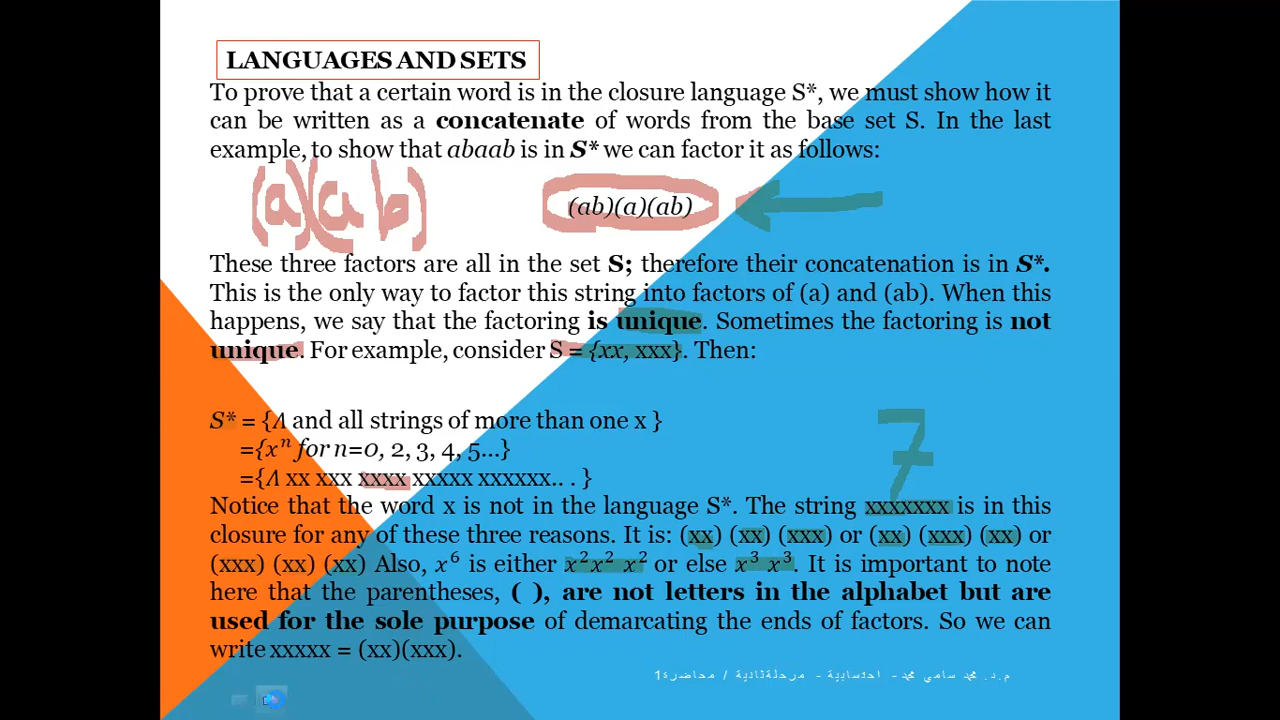 LANGUAGES AND SETS
To prove that a certain word is in the closure language S*, we must show how it
can be written as a concatenate of words from the base set S. In the last
example, to show that abaab is in S* we can factor it as follows:
(a)(ab)
(ab)(a)(ab)
These three factors are all in the set S; therefore their concatenation is in S*.
This is the only way to factor this string into factors of (a) and (ab). When this
happens, we say that the factoring is unique. Sometimes the factoring is not
unique. For example, consider S = {xx, xxx}. Then:
S* = {Λ and all strings of more than one x }
={xⁿ for n=0, 2, 3, 4, 5...}
={Λ xx xxx xxxx xxxxx xxxxxx.. . }
7
Notice that the word x is not in the language S*. The string xxxxxxx is in this
closure for any of these three reasons. It is: (xx) (xx) (xxx) or (xx) (xxx) (xx) or
(xxx) (xx) (xx) Also, x⁶ is either x²x² x² or else x³ x³. It is important to note
here that the parentheses, ( ), are not letters in the alphabet but are
used for the sole purpose of demarcating the ends of factors. So we can
write xxxxx = (xx)(xxx).
م.د. محمد سامي محمد - احتسابية - مرحلة ثانية / محاضرة 1